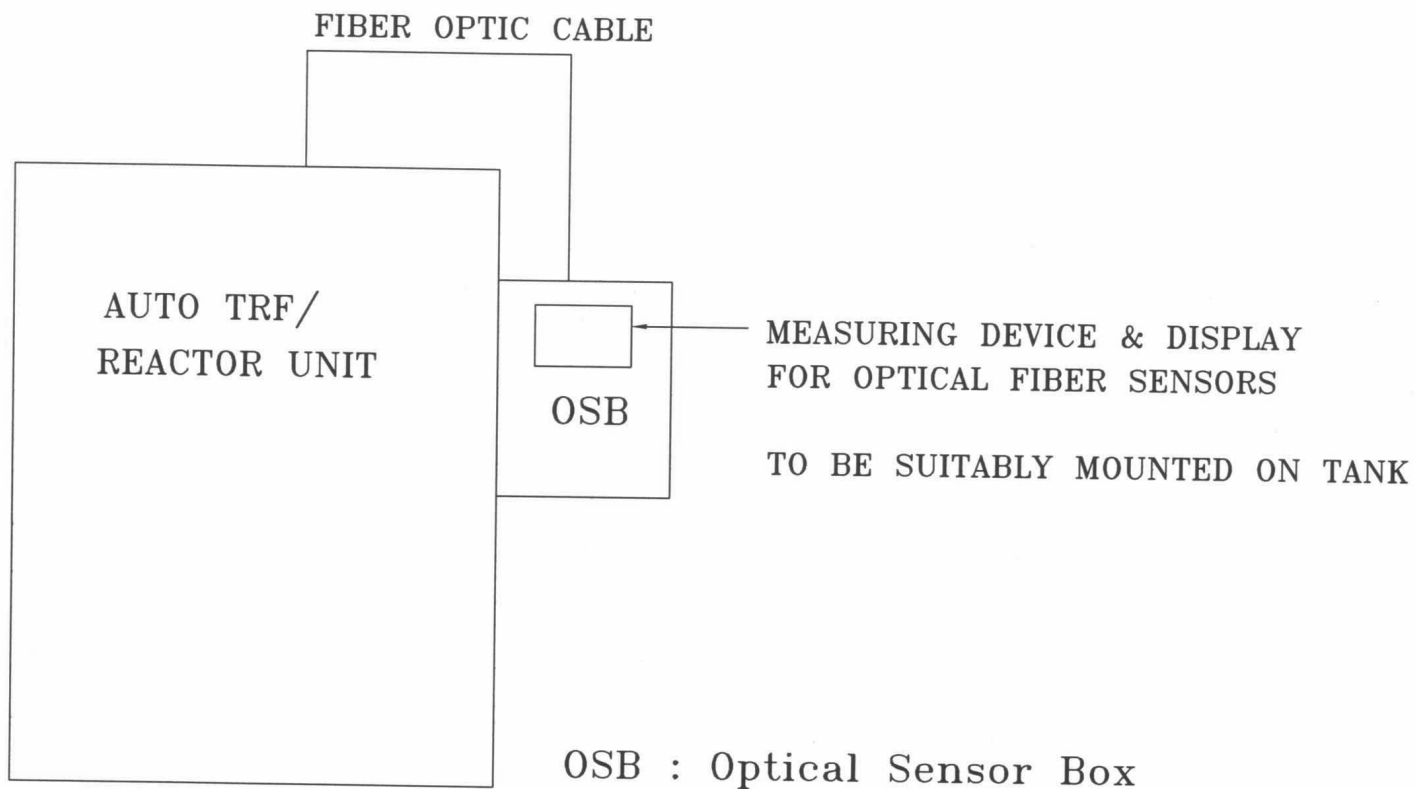 FIBER OPTIC CABLE
AUTO TRF/
REACTOR UNIT
OSB
MEASURING DEVICE & DISPLAY
FOR OPTICAL FIBER SENSORS
TO BE SUITABLY MOUNTED ON TANK
OSB : Optical Sensor Box